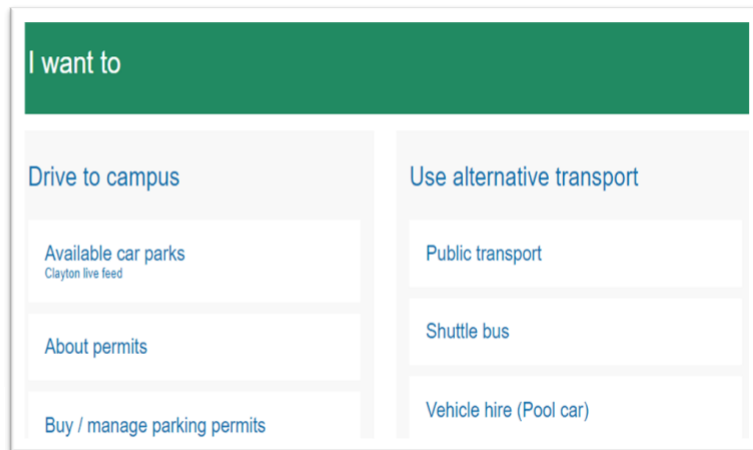 I want to
Drive to campus
Available car parks
Clayton live feed
About permits
Buy / manage parking permits
Use alternative transport
Public transport
Shuttle bus
Vehicle hire (Pool car)